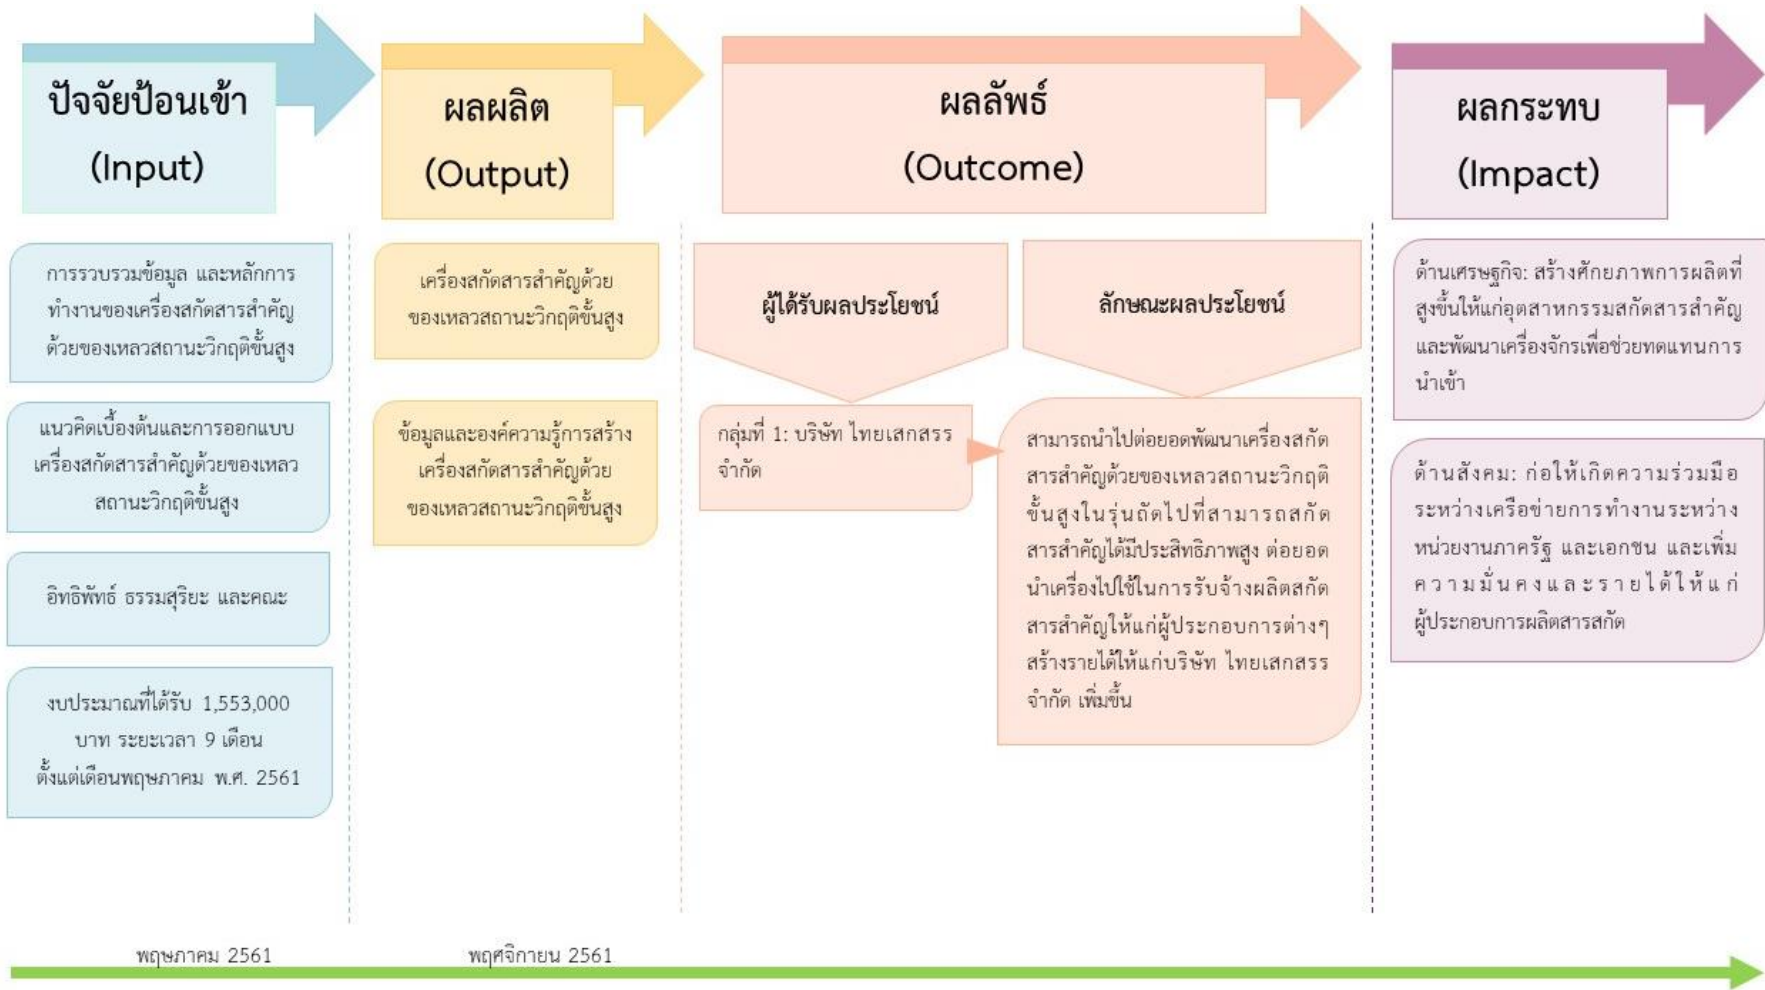 ปัจจัยป้อนเข้า
(Input)
ผลผลิต
(Output)
ผลลัพธ์
(Outcome)
ผลกระทบ
(Impact)
การรวบรวมข้อมูล และหลักการ
ทำงานของเครื่องสกัดสารสำคัญ
ด้วยของเหลวสถานะวิกฤติขั้นสูง
แนวคิดเบื้องต้นและการออกแบบ
เครื่องสกัดสารสำคัญด้วยของเหลว
สถานะวิกฤติขั้นสูง
อิทธิพัทธ์ ธรรมสุริยะ และคณะ
งบประมาณที่ได้รับ 1,553,000
บาท ระยะเวลา 9 เดือน
ตั้งแต่เดือนพฤษภาคม พ.ศ. 2561
เครื่องสกัดสารสำคัญด้วย
ของเหลวสถานะวิกฤติขั้นสูง
ข้อมูลและองค์ความรู้การสร้าง
เครื่องสกัดสารสำคัญด้วย
ของเหลวสถานะวิกฤติขั้นสูง
ผู้ได้รับผลประโยชน์
กลุ่มที่ 1: บริษัท ไทยเสกสรร
จำกัด
ลักษณะผลประโยชน์
สามารถนำไปต่อยอดพัฒนาเครื่องสกัด
สารสำคัญด้วยของเหลวสถานะวิกฤติ
ขั้นสูงในรุ่นถัดไปที่สามารถสกัด
สารสำคัญได้มีประสิทธิภาพสูง ต่อยอด
นำเครื่องไปใช้ในการรับจ้างผลิตสกัด
สารสำคัญให้แก่ผู้ประกอบการต่างๆ
สร้างรายได้ให้แก่บริษัท ไทยเสกสรร
จำกัด เพิ่มขึ้น
ด้านเศรษฐกิจ: สร้างศักยภาพการผลิตที่
สูงขึ้นให้แก่อุตสาหกรรมสกัดสารสำคัญ
และพัฒนาเครื่องจักรเพื่อช่วยทดแทนการ
นำเข้า
ด้านสังคม: ก่อให้เกิดความร่วมมือ
ระหว่างเครือข่ายการทำงานระหว่าง
หน่วยงานภาครัฐ และเอกชน และเพิ่ม
ความมั่นคงและรายได้ให้แก่
ผู้ประกอบการผลิตสารสกัด
พฤษภาคม 2561
พฤศจิกายน 2561